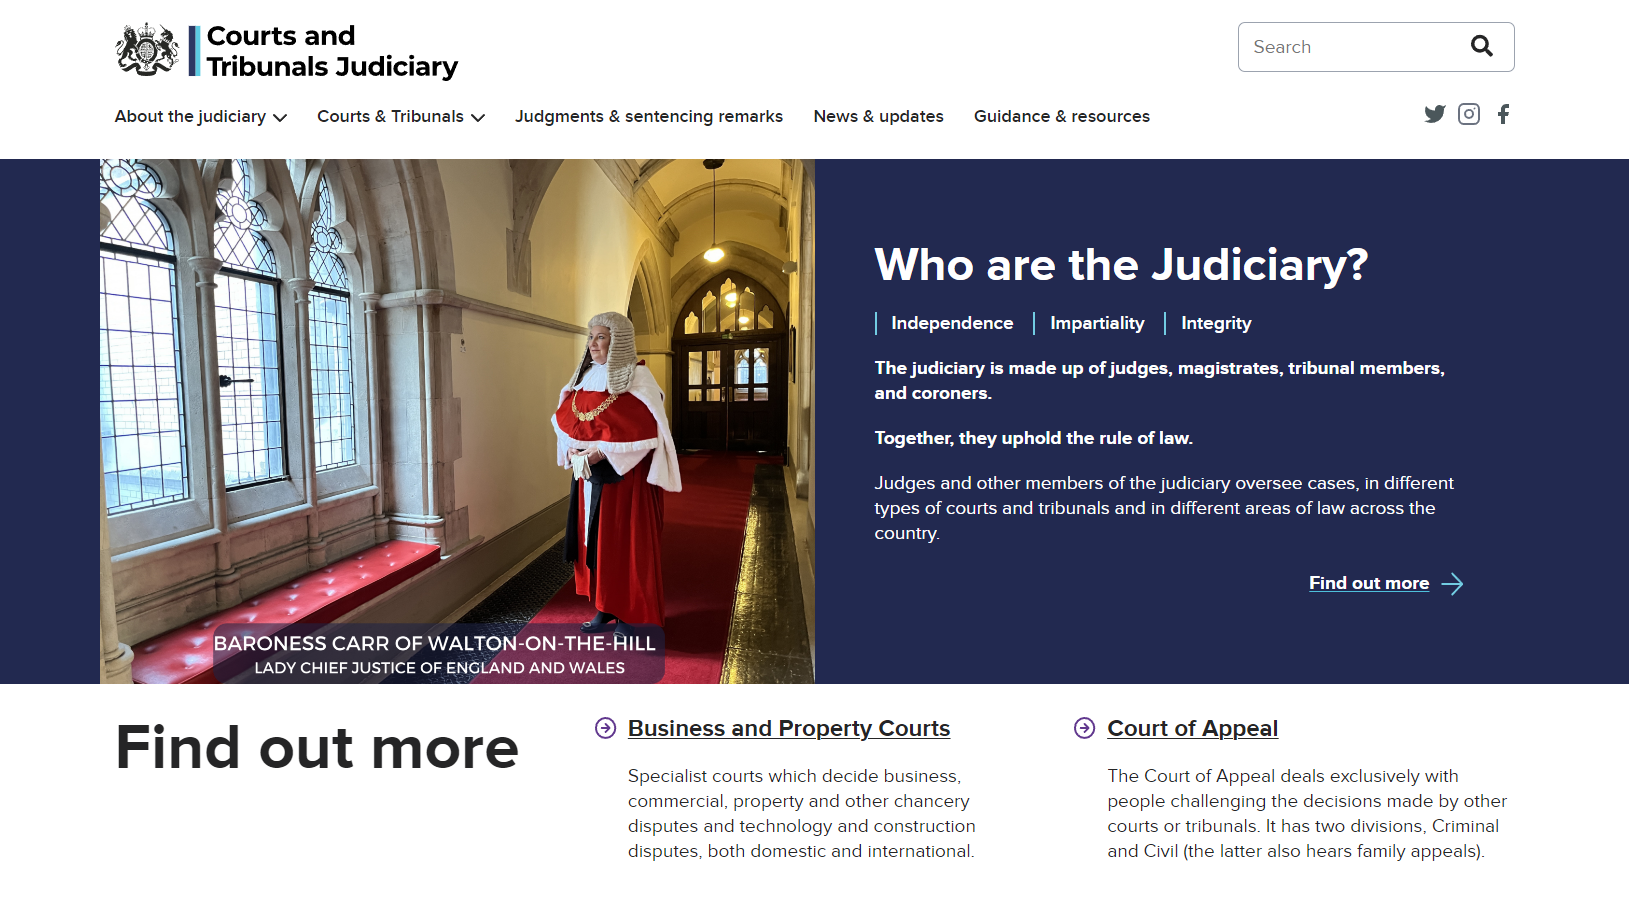 Courts and
Tribunals Judiciary
Search
About the judiciary
Courts & Tribunals
Judgments & sentencing remarks
News & updates
Guidance & resources
BARONESS CARR OF WALTON-ON-THE-HILL
LADY CHIEF JUSTICE OF ENGLAND AND WALES
Who are the Judiciary?
Independence
Impartiality
Integrity
The judiciary is made up of judges, magistrates, tribunal members,
and coroners.
Together, they uphold the rule of law.
Judges and other members of the judiciary oversee cases, in different
types of courts and tribunals and in different areas of law across the
country.
Find out more
Find out more
Business and Property Courts
Specialist courts which decide business,
commercial, property and other chancery
disputes and technology and construction
disputes, both domestic and international.
Court of Appeal
The Court of Appeal deals exclusively with
people challenging the decisions made by other
courts or tribunals. It has two divisions, Criminal
and Civil (the latter also hears family appeals).